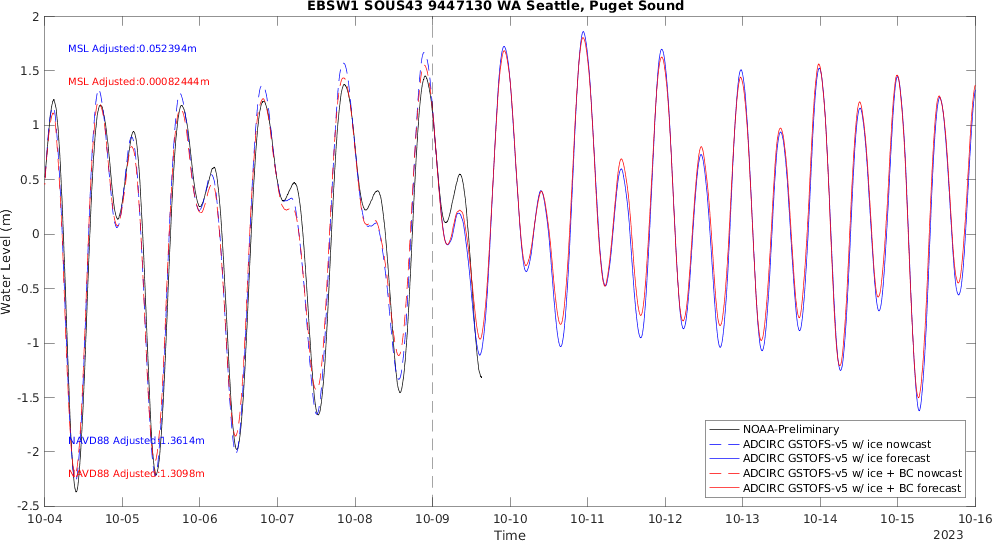 EBSW1 SOUS43 9447130 WA Seattle, Puget Sound
2
1.5
1
0.5
0
-0.5
-1
-1.5
-2
-2.5
Water Level (m)
MSL Adjusted:0.052394m
MSL Adjusted:0.00082444m
NAVD88 Adjusted:1.3614m
NAVD88 Adjusted:1.3098m
NOAA-Preliminary
ADCIRC GSTOFS-v5 w/ ice nowcast
ADCIRC GSTOFS-v5 w/ ice forecast
ADCIRC GSTOFS-v5 w/ ice + BC nowcast
ADCIRC GSTOFS-v5 w/ ice + BC forecast
10-04 10-05 10-06 10-07 10-08 10-09 10-10 10-11 10-12 10-13 10-14 10-15 10-16
Time
2023